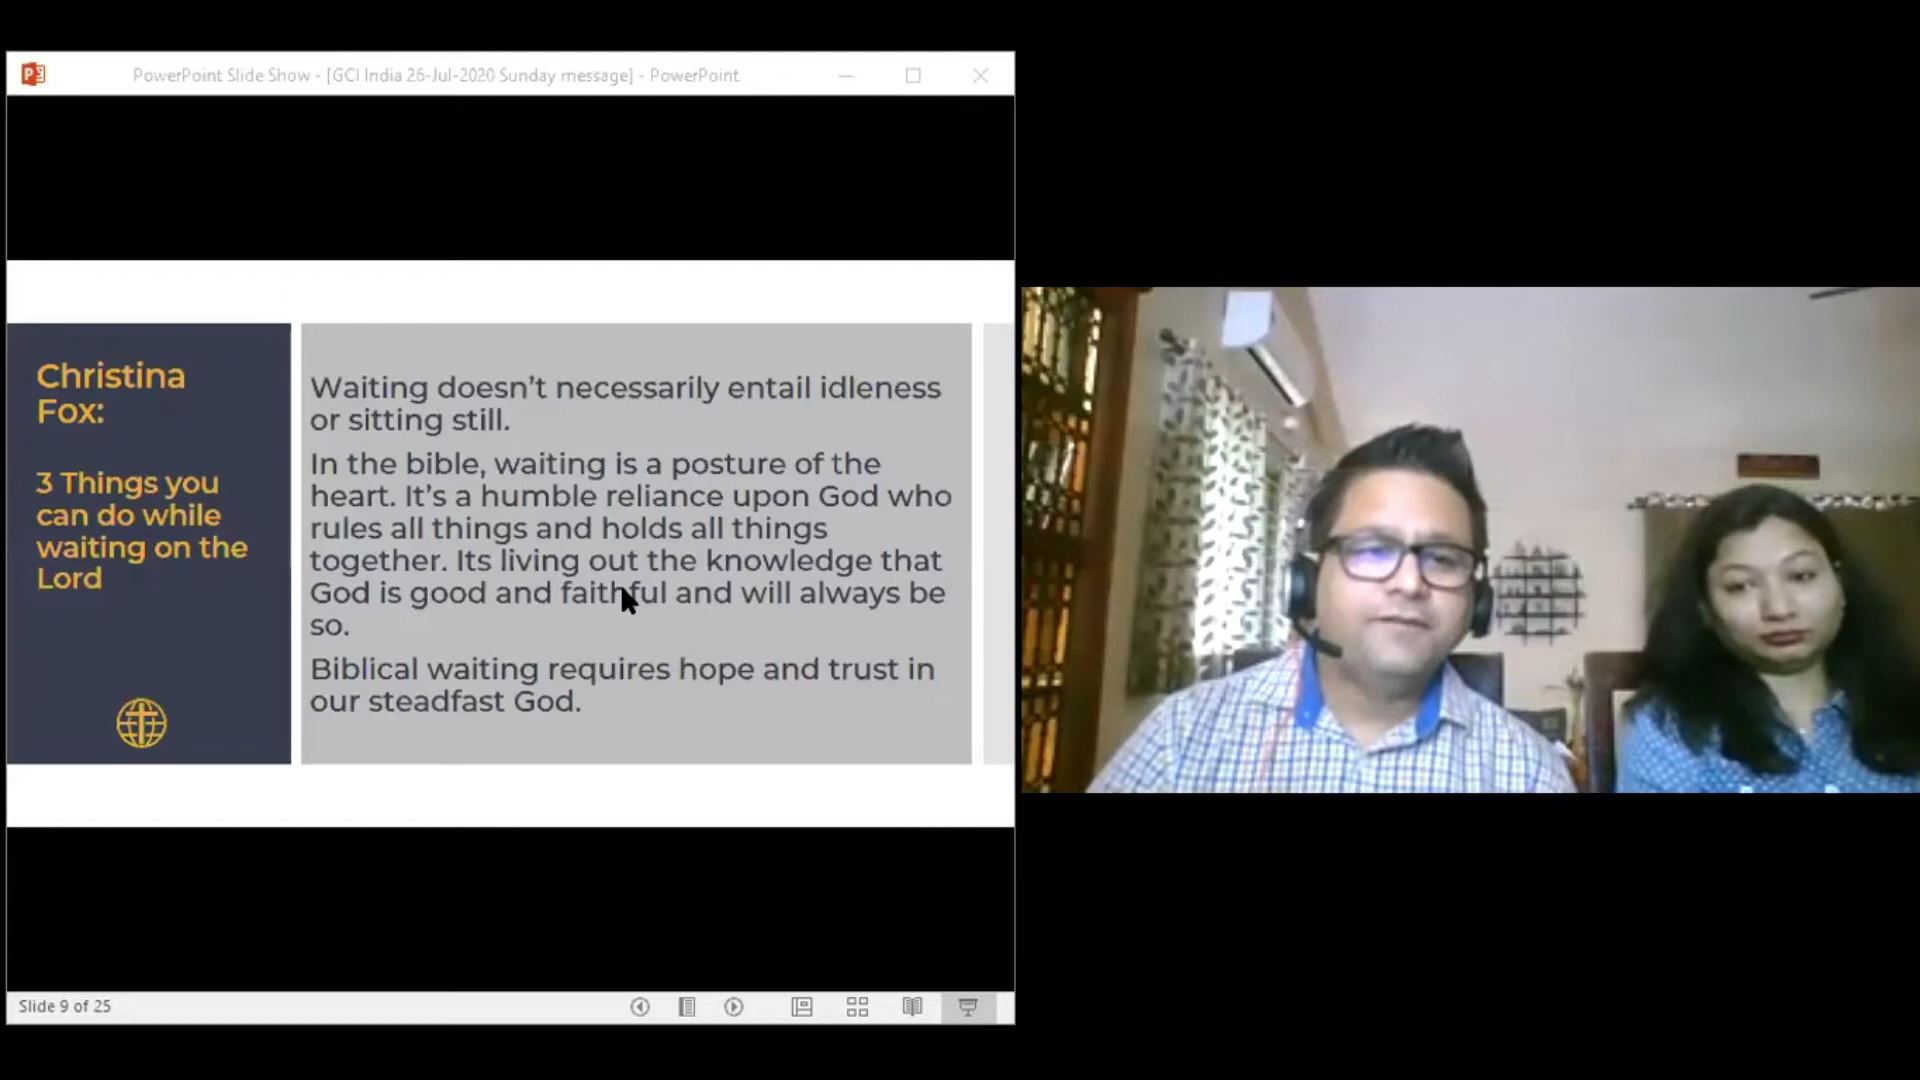 PowerPoint Slide Show - [GCI India 26-Jul-2020 Sunday message] - PowerPoint
Christina
Fox:
3 Things you
can do while
waiting on the
Lord
Waiting doesn't necessarily entail idleness
or sitting still.
In the bible, waiting is a posture of the
heart. It's a humble reliance upon God who
rules all things and holds all things
together. Its living out the knowledge that
God is good and faithful and will always be
so.
Biblical waiting requires hope and trust in
our steadfast God.
Slide 9 of 25